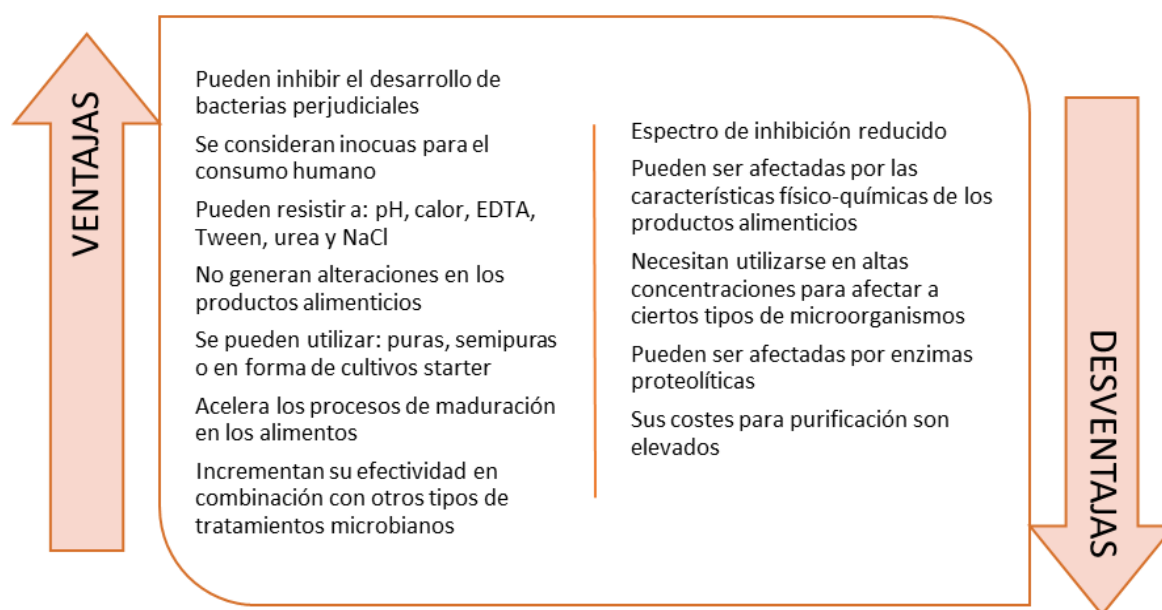 VENTAJAS
Pueden inhibir el desarrollo de
bacterias perjudiciales
Se consideran inocuas para el
consumo humano
Pueden resistir a: pH, calor, EDTA,
Tween, urea y NaCl
No generan alteraciones en los
productos alimenticios
Se pueden utilizar: puras, semipuras
o en forma de cultivos starter
Acelera los procesos de maduración
en los alimentos
Incrementan su efectividad en
combinación con otros tipos de
tratamientos microbianos
Espectro de inhibición reducido
Pueden ser afectadas por las
características físico-químicas de los
productos alimenticios
Necesitan utilizarse en altas
concentraciones para afectar a
ciertos tipos de microorganismos
Pueden ser afectadas por enzimas
proteolíticas
Sus costes para purificación son
elevados
DESVENTAJAS